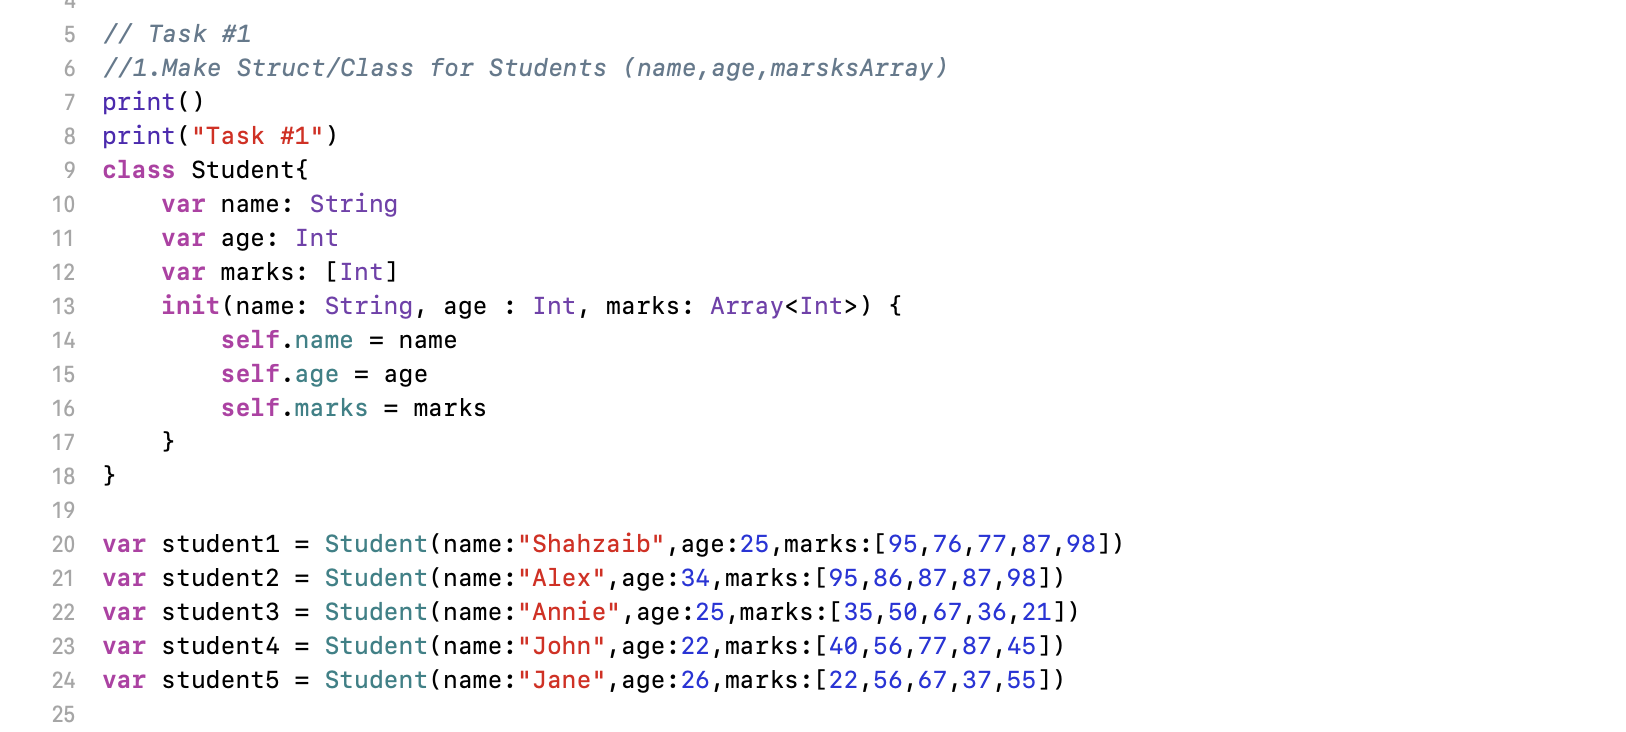 4
5 // Task #1
6 //1.Make Struct/Class for Students (name,age,marsksArray)
7 print()
8 print("Task #1")
9 class Student{
10 var name: String
11 var age: Int
12 var marks: [Int]
13 init(name: String, age : Int, marks: Array<Int>) {
14 self.name = name
15 self.age = age
16 self.marks = marks
17 }
18 }
19
20 var student1 = Student(name:"Shahzaib",age:25,marks:[95,76,77,87,98])
21 var student2 = Student(name:"Alex",age:34,marks:[95,86,87,87,98])
22 var student3 = Student(name:"Annie",age:25,marks:[35,50,67,36,21])
23 var student4 = Student(name:"John",age:22,marks:[40,56,77,87,45])
24 var student5 = Student(name:"Jane",age:26,marks:[22,56,67,37,55])
25